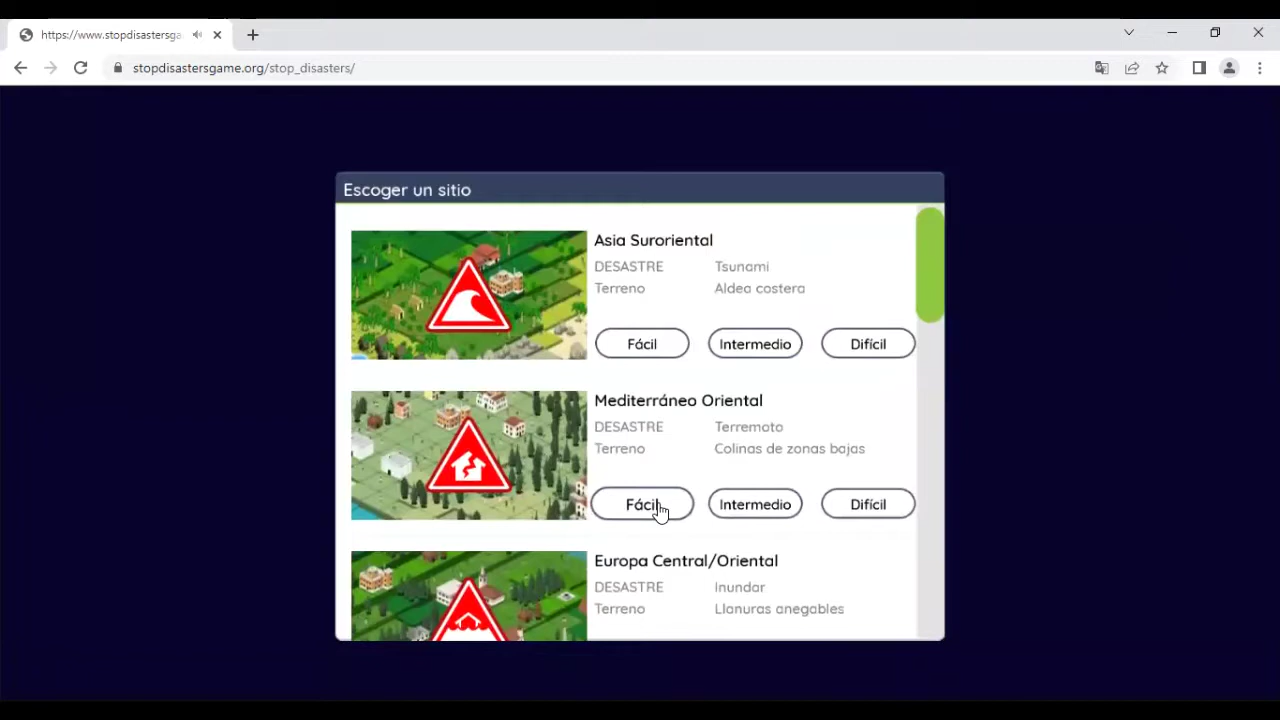 https://www.stopdisastersga
stopdisastersgame.org/stop_disasters/
Escoger un sitio
Asia Suroriental
DESASTRE Tsunami
Terreno Aldea costera
Fácil Intermedio Difícil
Mediterráneo Oriental
DESASTRE Terremoto
Terreno Colinas de zonas bajas
Fácil Intermedio Difícil
Europa Central/Oriental
DESASTRE Inundar
Terreno Llanuras anegables